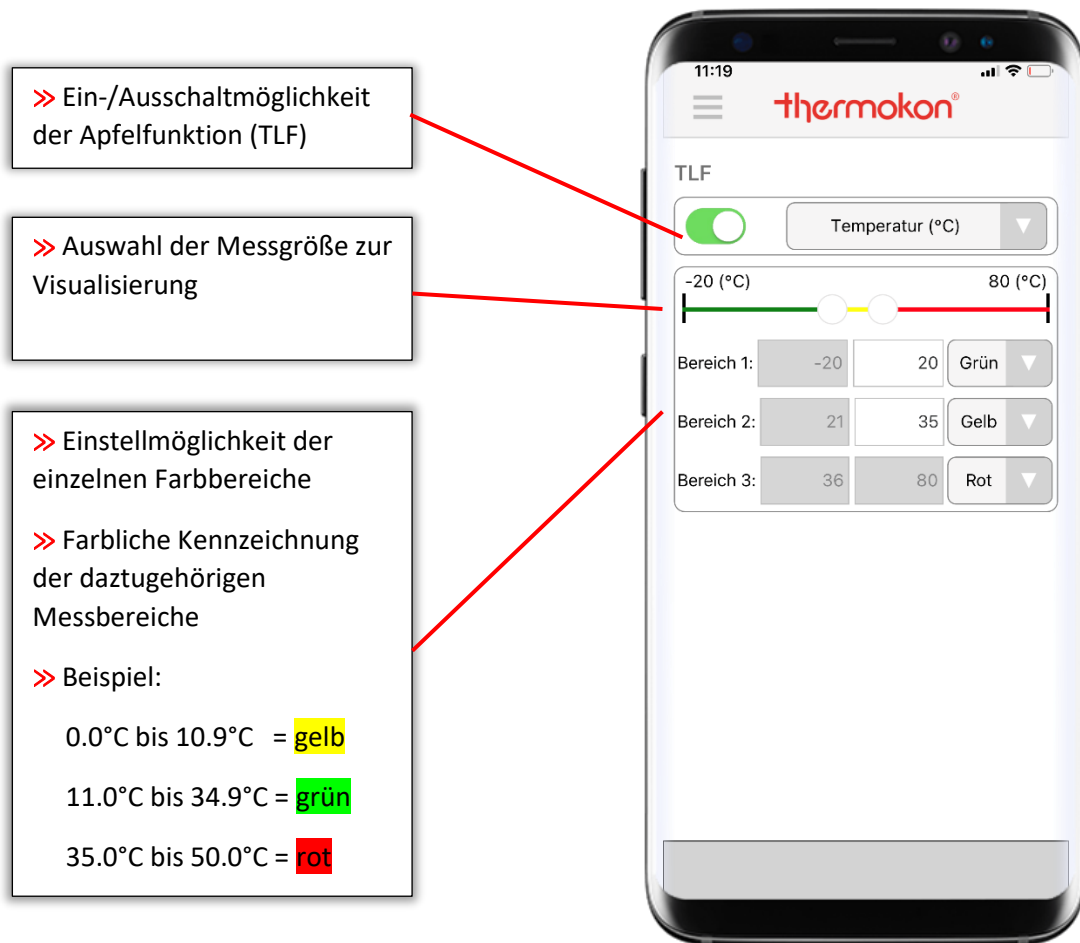 >> Ein-/Ausschaltmöglichkeit
der Apfelfunktion (TLF)
>> Auswahl der Messgröße zur
Visualisierung
>> Einstellmöglichkeit der
einzelnen Farbbereiche
>> Farbliche Kennzeichnung
der daztugehörigen
Messbereiche
>> Beispiel:
0.0°C bis 10.9°C = gelb
11.0°C bis 34.9°C = grün
35.0°C bis 50.0°C = rot
11:19
thermokon®
TLF
Temperatur (°C)
-20 (°C) 80 (°C)
Bereich 1: -20 20 Grün
Bereich 2: 21 35 Gelb
Bereich 3: 36 80 Rot